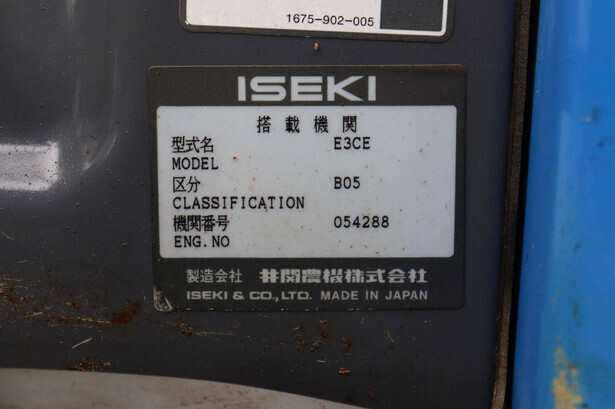 1675-902-005
ISEKI
搭載機関
型式名 E3CE
MODEL
区分 B05
CLASSIFICATION
機関番号 054288
ENG.NO
製造会社 井関農機株式会社
ISEKI & CO., LTD. MADE IN JAPAN